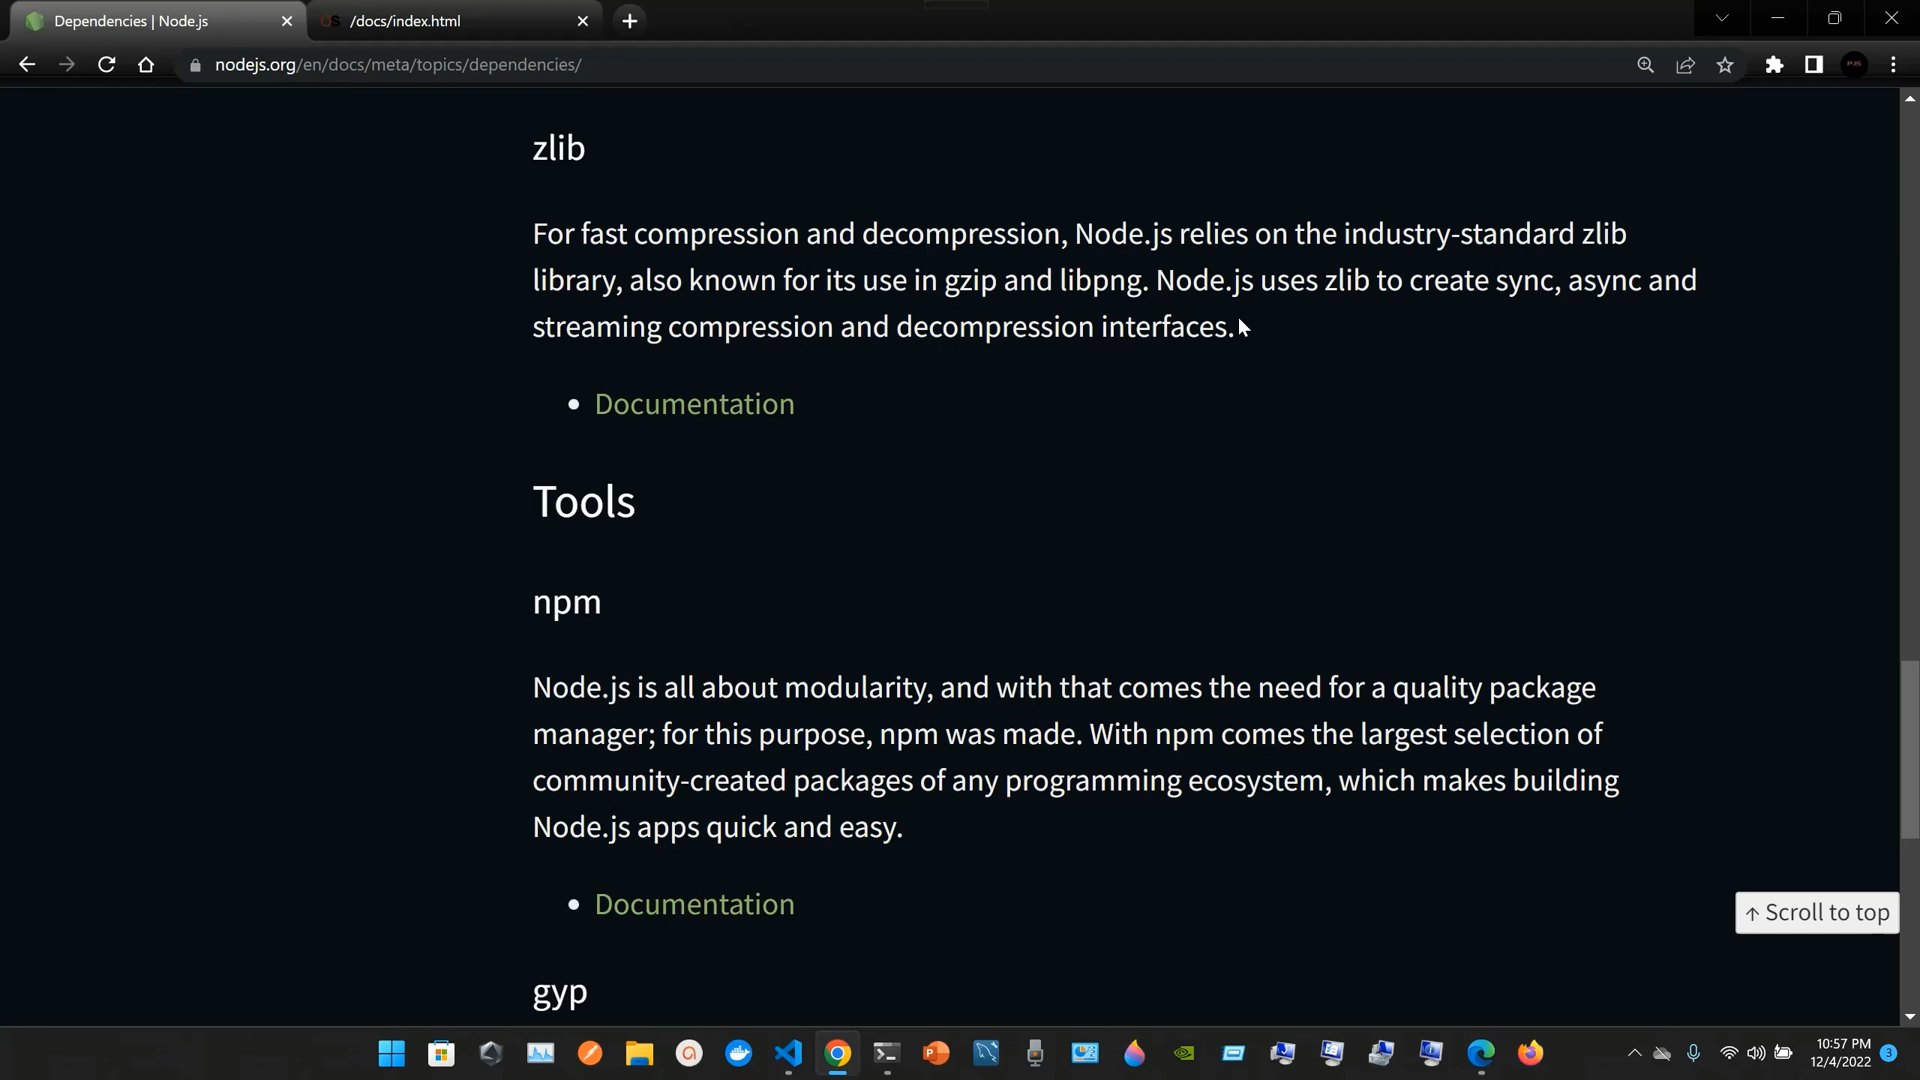 Dependencies | Node.js
/docs/index.html
nodejs.org/en/docs/meta/topics/dependencies/
PJS
zlib
For fast compression and decompression, Node.js relies on the industry-standard zlib
library, also known for its use in gzip and libpng. Node.js uses zlib to create sync, async and
streaming compression and decompression interfaces.
Documentation
Tools
npm
Node.js is all about modularity, and with that comes the need for a quality package
manager; for this purpose, npm was made. With npm comes the largest selection of
community-created packages of any programming ecosystem, which makes building
Node.js apps quick and easy.
Documentation
↑ Scroll to top
gyp
10:57 PM
12/4/2022
3